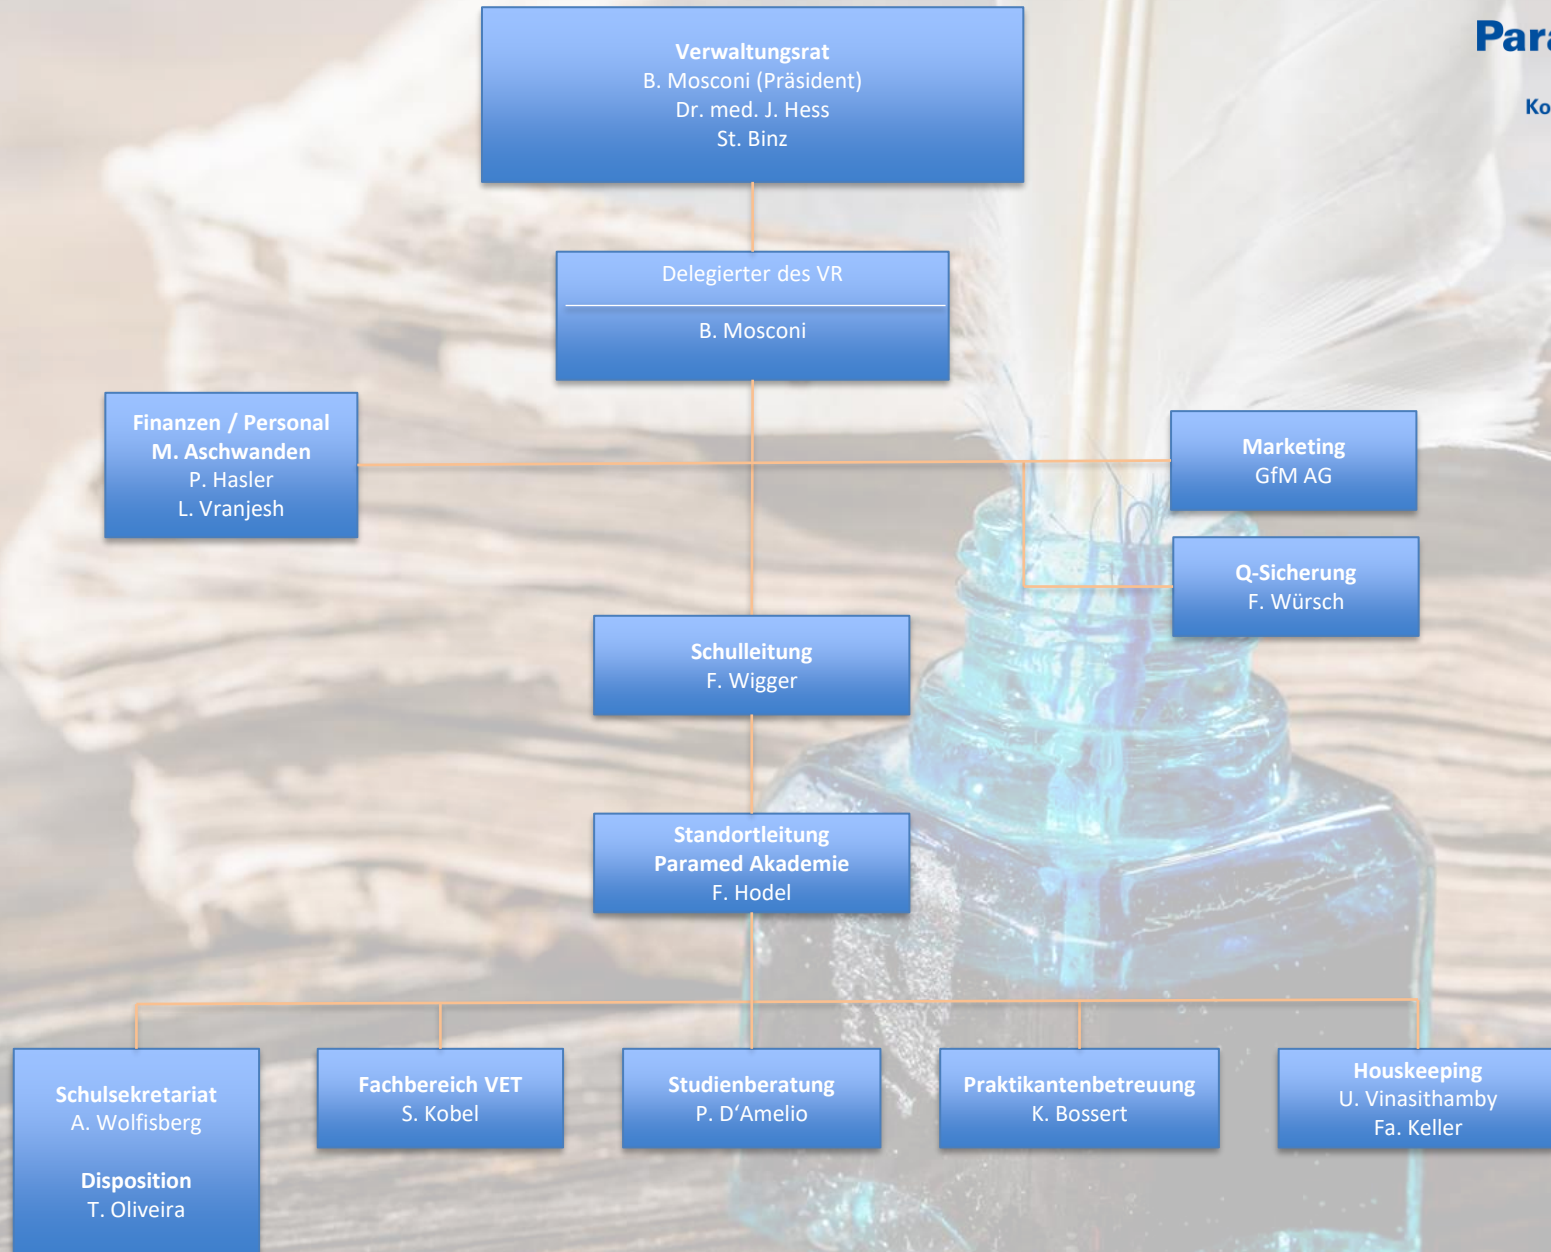 Verwaltungsrat
B. Mosconi (Präsident)
Dr. med. J. Hess
St. Binz
Delegierter des VR
B. Mosconi
Finanzen / Personal
M. Aschwanden
P. Hasler
L. Vranjesh
Marketing
GfM AG
Q-Sicherung
F. Würsch
Schulleitung
F. Wigger
Standortleitung
Paramed Akademie
F. Hodel
Schulsekretariat
A. Wolfisberg
Disposition
T. Oliveira
Fachbereich VET
S. Kobel
Studienberatung
P. D‘Amelio
Praktikantenbetreuung
K. Bossert
Houskeeping
U. Vinasithamby
Fa. Keller